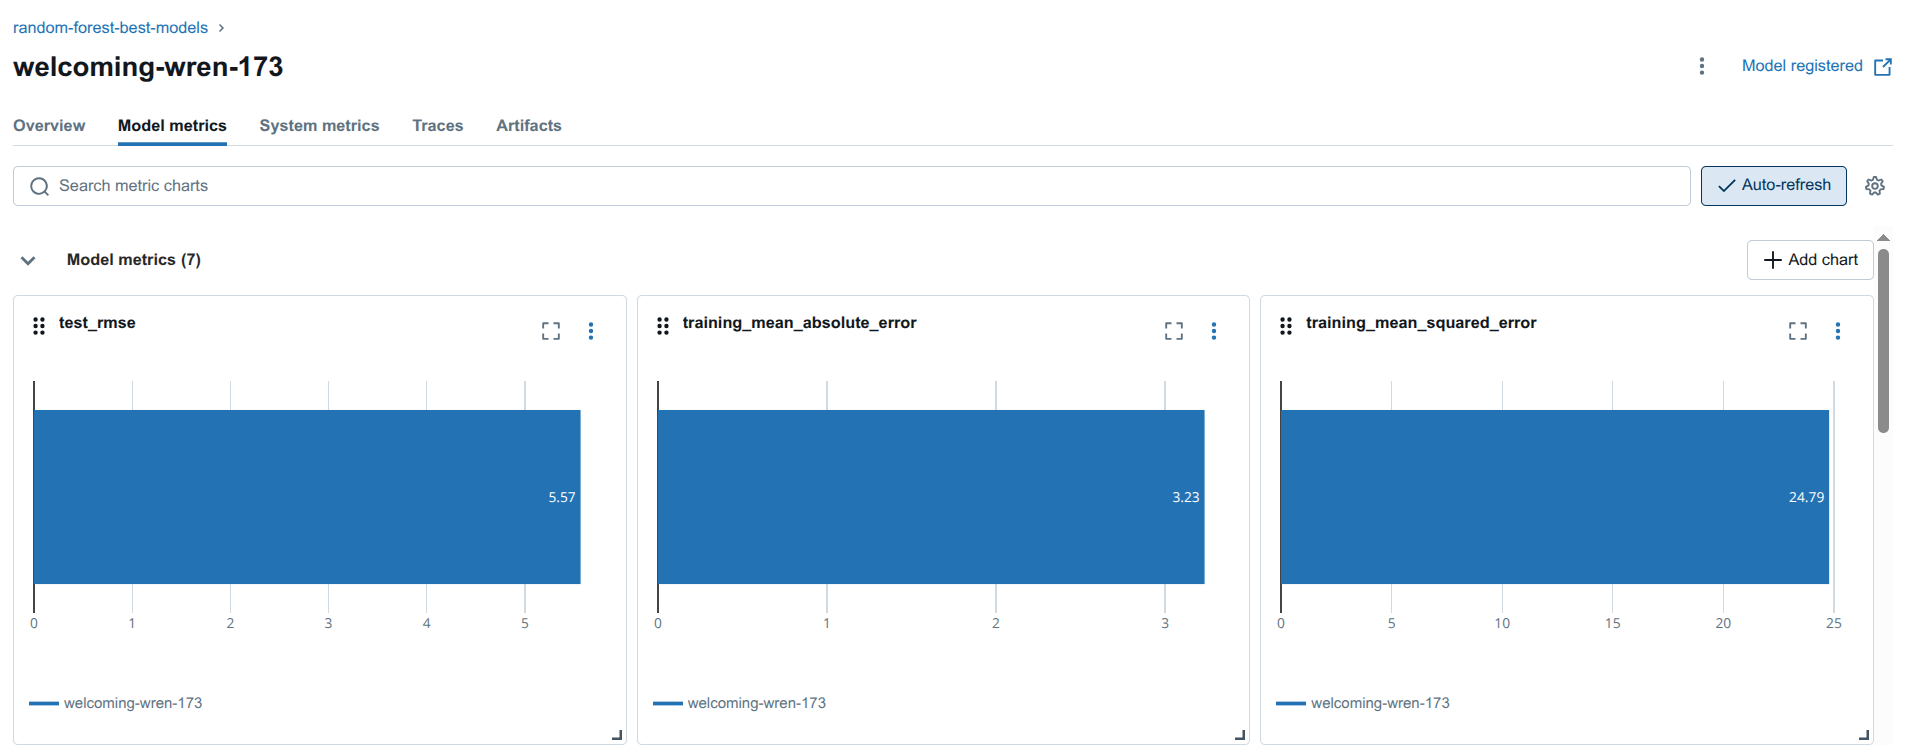 random-forest-best-models
welcoming-wren-173
Model registered
Overview Model metrics System metrics Traces Artifacts
Search metric charts
Auto-refresh
Model metrics (7)
Add chart
test_rmse
5.57
0 1 2 3 4 5
welcoming-wren-173
training_mean_absolute_error
3.23
0 1 2 3
welcoming-wren-173
training_mean_squared_error
24.79
0 5 10 15 20 25
welcoming-wren-173